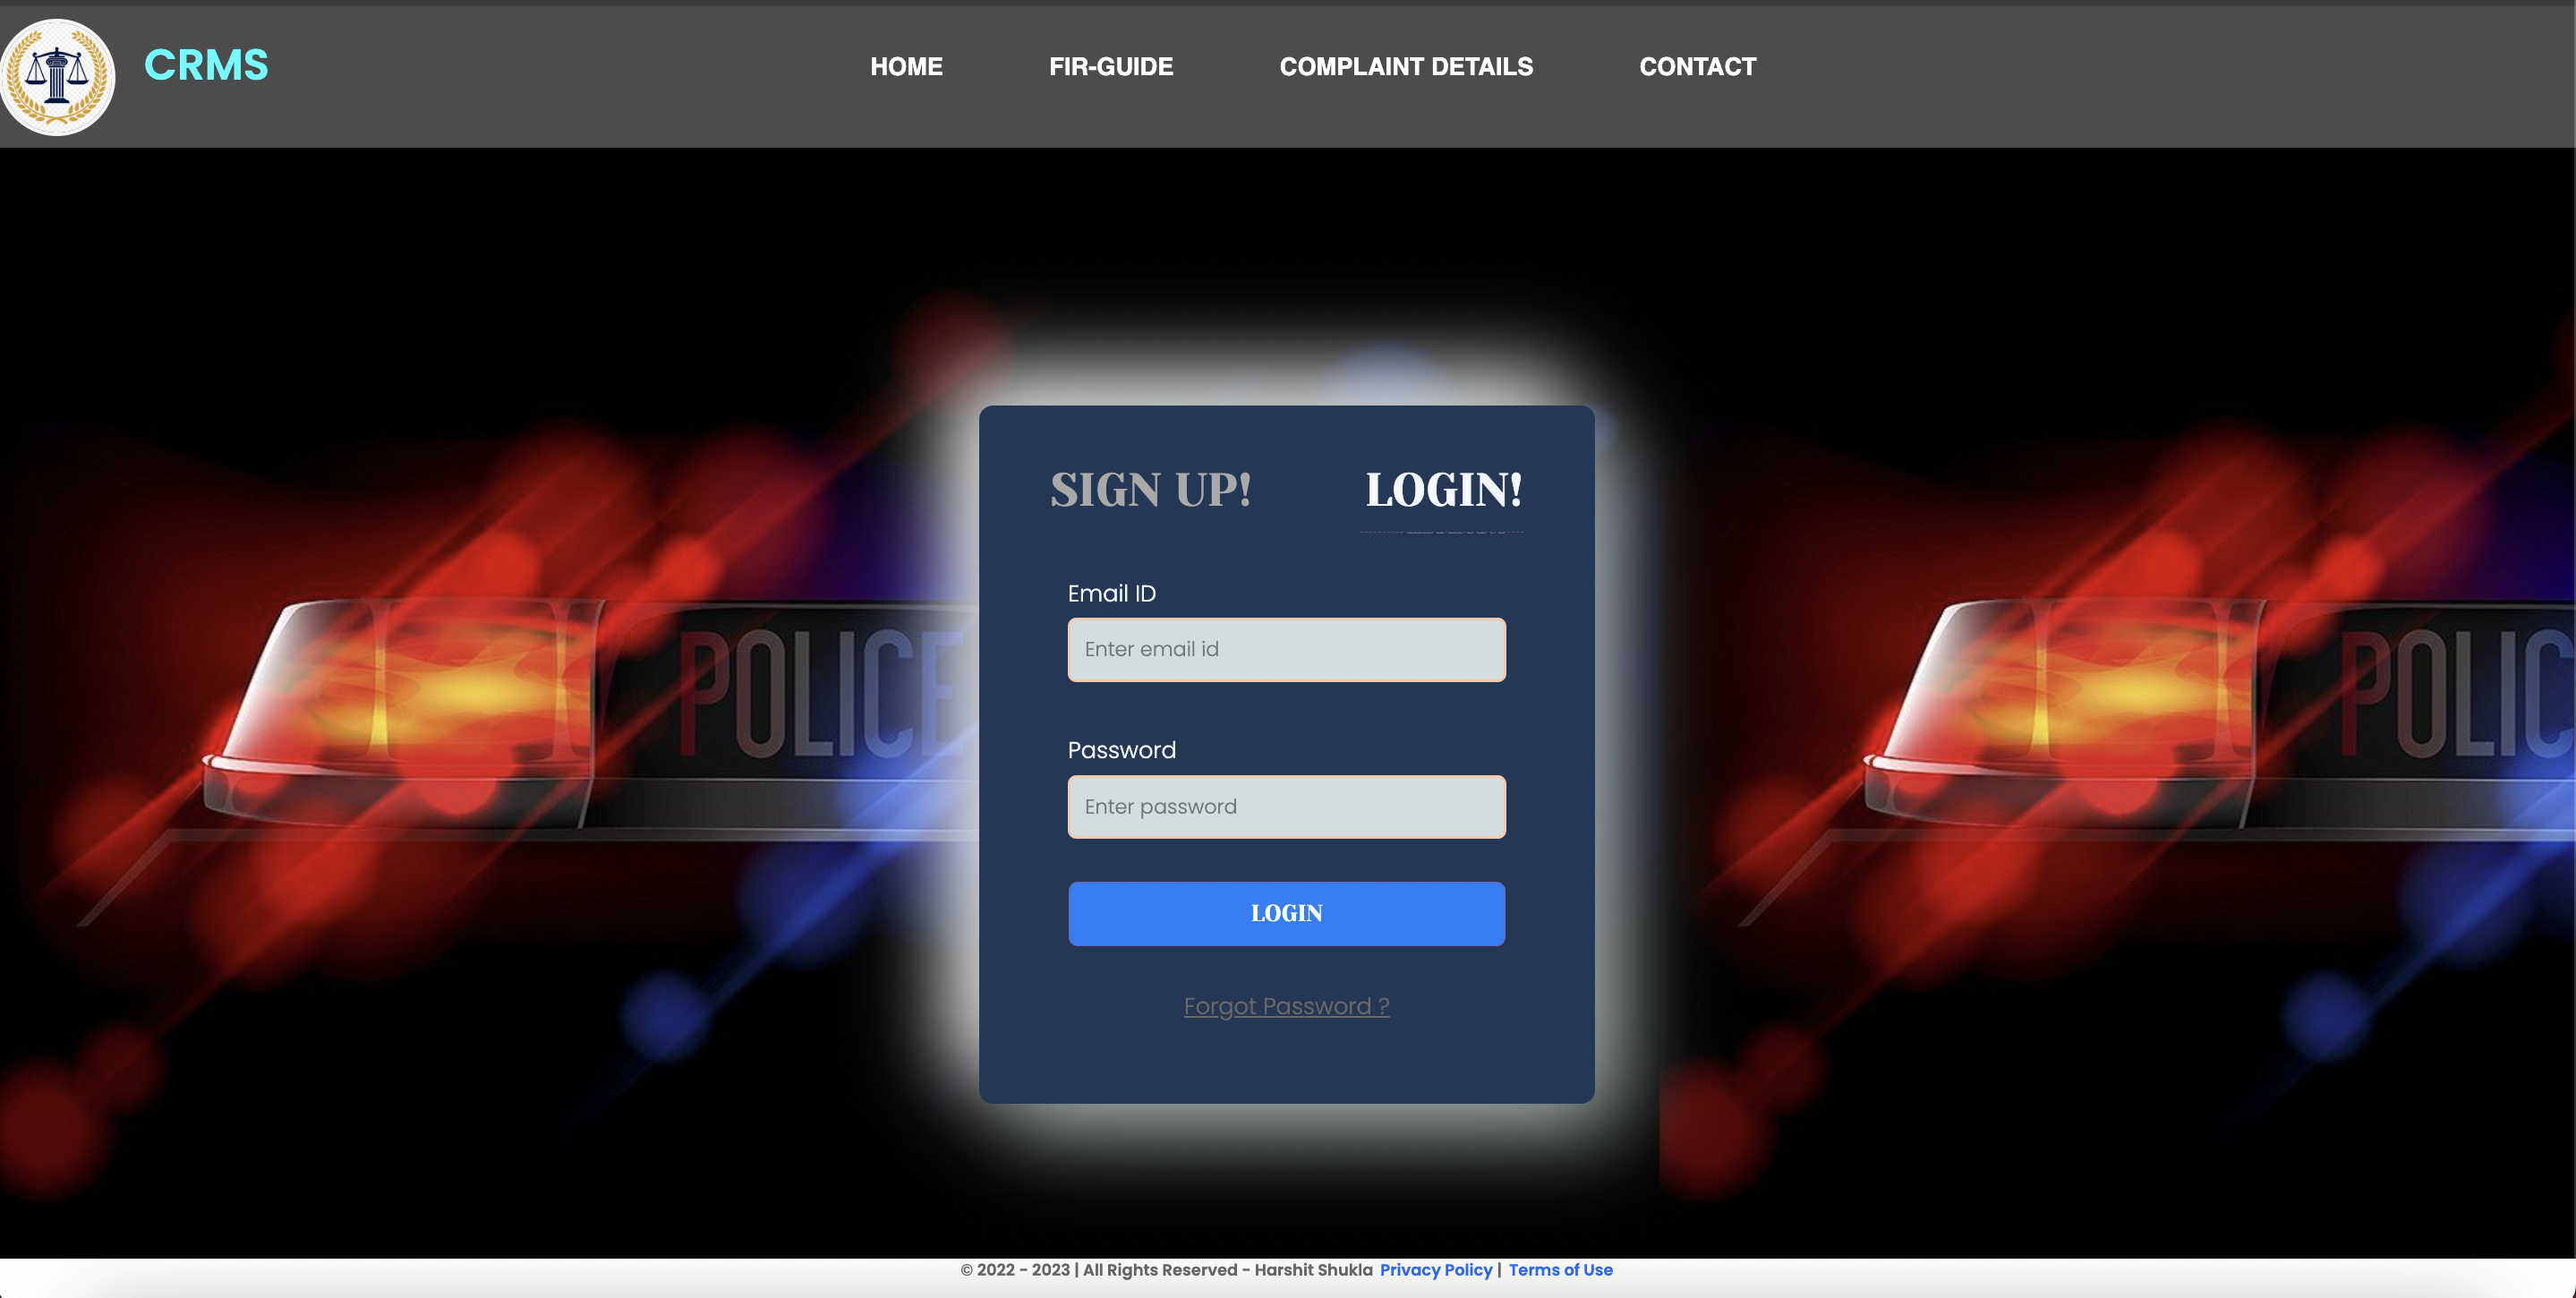 CRMS
HOME FIR-GUIDE COMPLAINT DETAILS CONTACT
SIGN UP! LOGIN!
Email ID
Enter email id
POLICE
POLIC
Password
Enter password
LOGIN
Forgot Password ?
© 2022 - 2023 | All Rights Reserved - Harshit Shukla Privacy Policy | Terms of Use